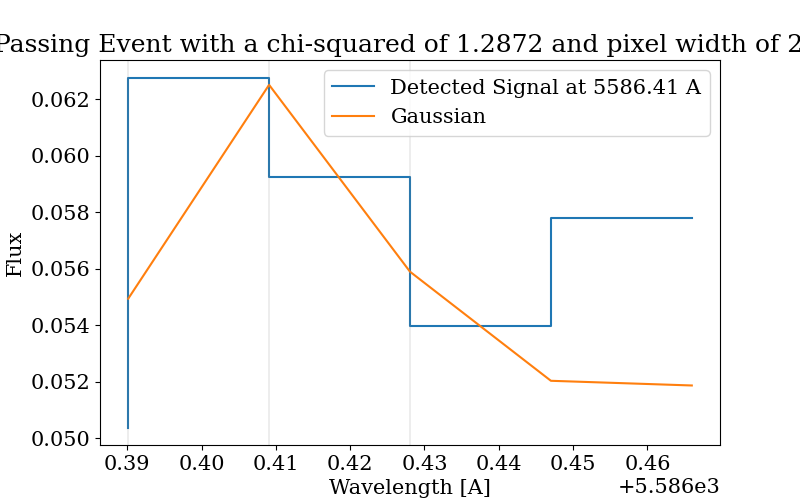 Passing Event with a chi-squared of 1.2872 and pixel width of 2
Detected Signal at 5586.41 A
Gaussian
Flux
0.062
0.060
0.058
0.056
0.054
0.052
0.050
0.39 0.40 0.41 0.42 0.43 0.44 0.45 0.46
Wavelength [A]
+5.586e3